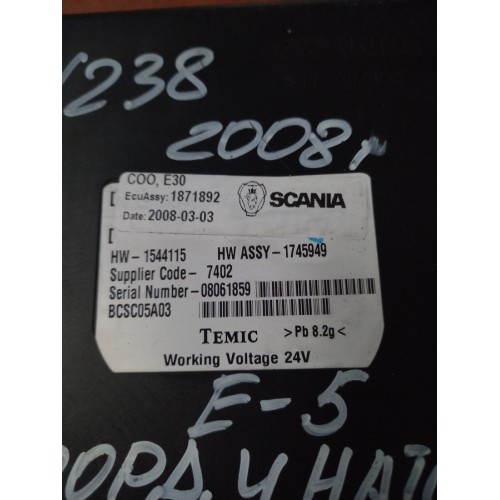 238
2008г
COO, E30
EcuAssy: 1871892
SCANIA
Date: 2008-03-03
HW-1544115 HW ASSY-1745949
Supplier Code- 7402
Serial Number-08061859
BCSC05A03
TEMIC >Pb 8.2g<
Working Voltage 24V
E-5